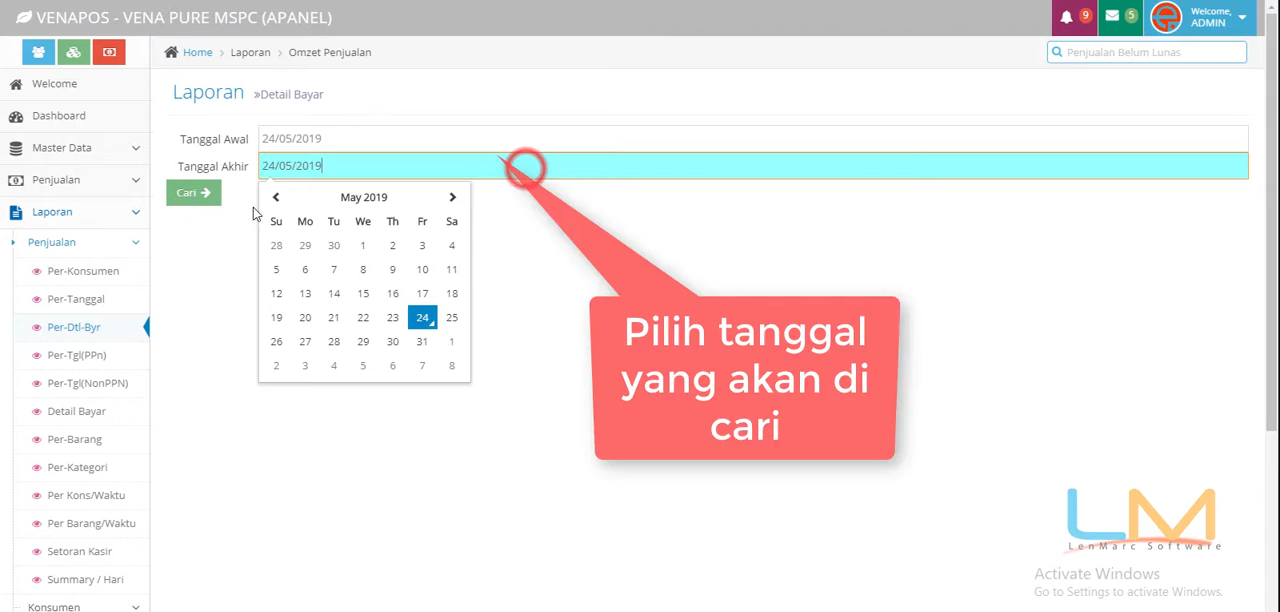 VENAPOS - VENA PURE MSPC (APANEL)
9
5
Welcome,
ADMIN
Home > Laporan > Omzet Penjualan
Penjualan Belum Lunas
Welcome
Dashboard
Master Data
Penjualan
Laporan
Penjualan
Per-Konsumen
Per-Tanggal
Per-Dtl-Byr
Per-Tgl(PPn)
Per-Tgl(NonPPN)
Detail Bayar
Per-Barang
Per-Kategori
Per Kons/Waktu
Per Barang/Waktu
Setoran Kasir
Summary / Hari
Konsumen
Laporan »Detail Bayar
Tanggal Awal 24/05/2019
Tanggal Akhir 24/05/2019
Cari
May 2019
Su Mo Tu We Th Fr Sa
28 29 30 1 2 3 4
5 6 7 8 9 10 11
12 13 14 15 16 17 18
19 20 21 22 23 24 25
26 27 28 29 30 31 1
2 3 4 5 6 7 8
Pilih tanggal
yang akan di
cari
LM
LenMarc Software
Activate Windows
Go to Settings to activate Windows.